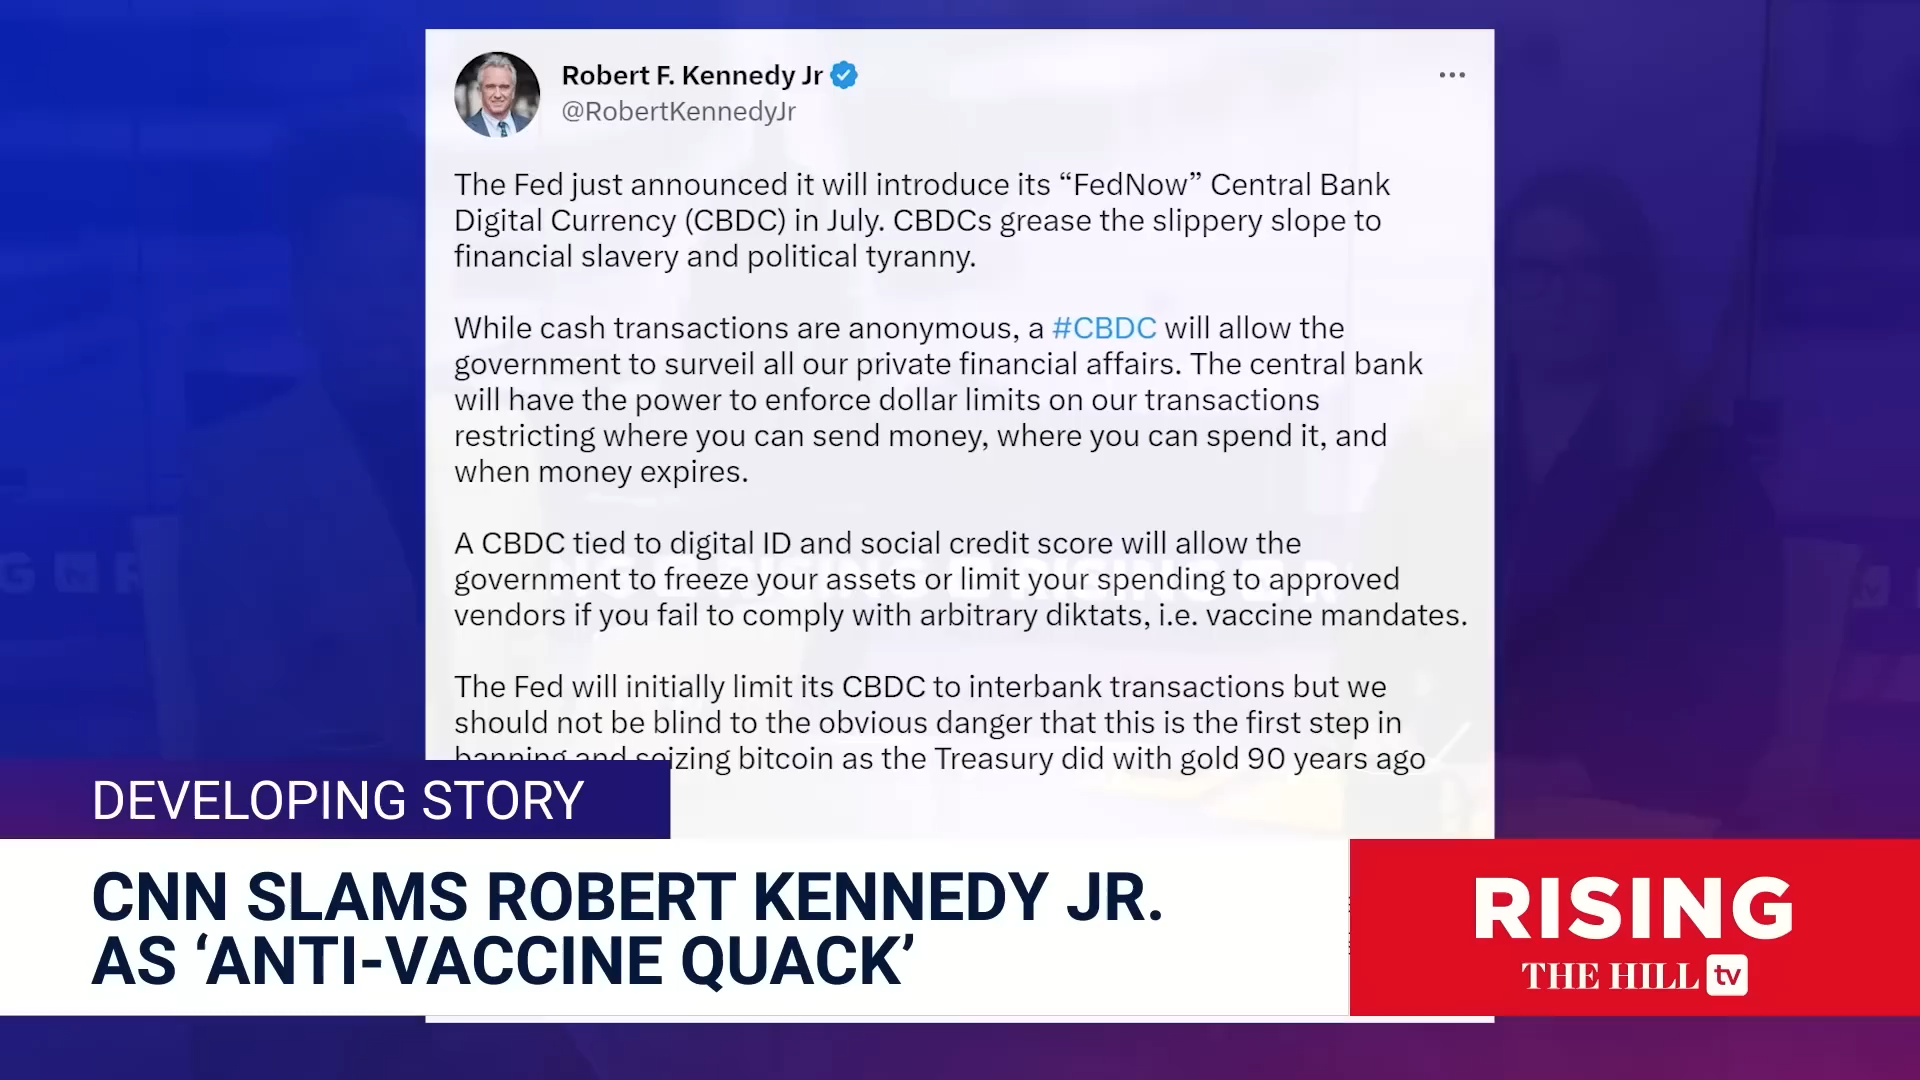 Robert F. Kennedy Jr
@RobertKennedyJr
The Fed just announced it will introduce its “FedNow” Central Bank
Digital Currency (CBDC) in July. CBDCs grease the slippery slope to
financial slavery and political tyranny.
While cash transactions are anonymous, a #CBDC will allow the
government to surveil all our private financial affairs. The central bank
will have the power to enforce dollar limits on our transactions
restricting where you can send money, where you can spend it, and
when money expires.
A CBDC tied to digital ID and social credit score will allow the
government to freeze your assets or limit your spending to approved
vendors if you fail to comply with arbitrary diktats, i.e. vaccine mandates.
The Fed will initially limit its CBDC to interbank transactions but we
should not be blind to the obvious danger that this is the first step in
banning and seizing bitcoin as the Treasury did with gold 90 years ago
DEVELOPING STORY
CNN SLAMS ROBERT KENNEDY JR.
AS ‘ANTI-VACCINE QUACK’
RISING
THE HILL tv